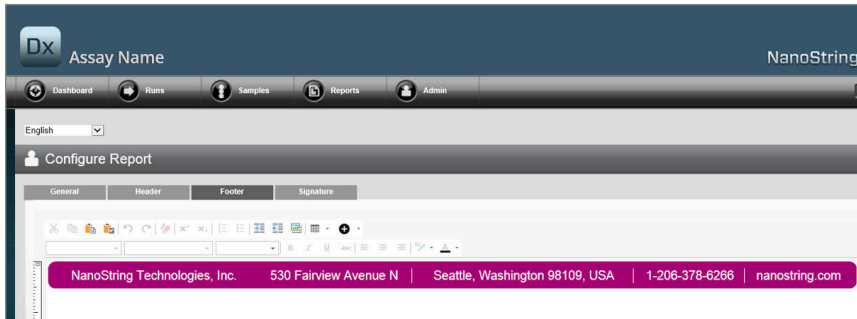 Dx Assay Name
NanoString
Dashboard Runs Samples Reports Admin
English
Configure Report
General Header Footer Signature
B I U abc A
NanoString Technologies, Inc. 530 Fairview Avenue N | Seattle, Washington 98109, USA | 1-206-378-6266 | nanostring.com